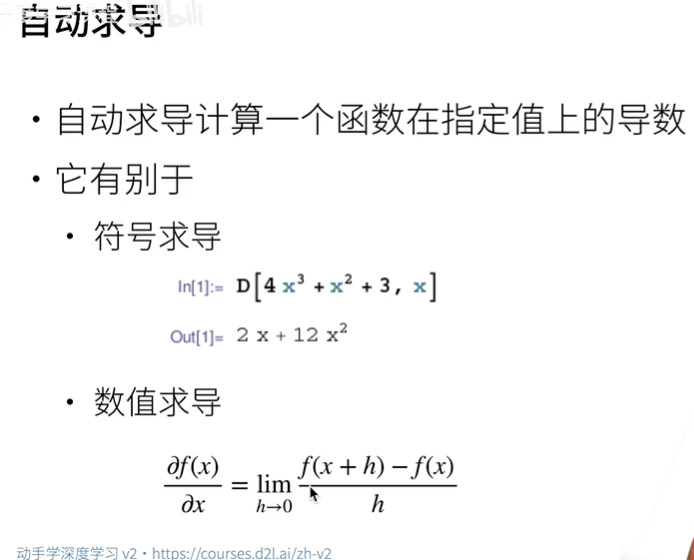 自动求导
• 自动求导计算一个函数在指定值上的导数
• 它有别于
• 符号求导
In[1]:= D[4 x³ + x² + 3, x]
Out[1]= 2 x + 12 x²
• 数值求导
∂f(x)/∂x = lim h→0 (f(x + h) − f(x))/h
动手学深度学习 v2 • https://courses.d2l.ai/zh-v2